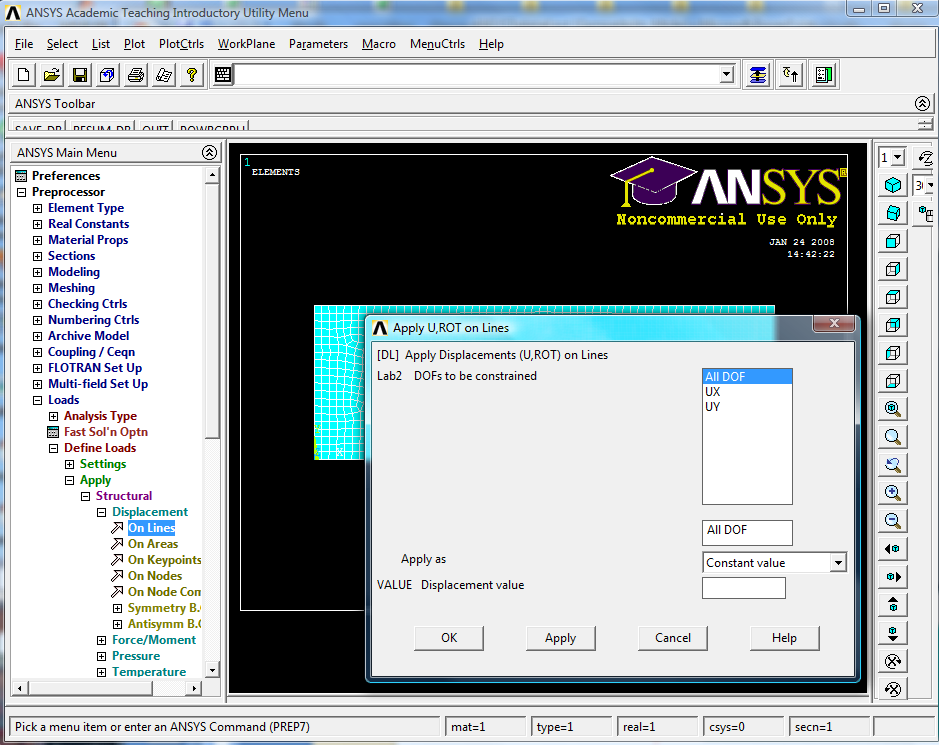 ANSYS Academic Teaching Introductory Utility Menu
File Select List Plot PlotCtrls WorkPlane Parameters Macro MenuCtrls Help
ANSYS Toolbar
SAVE_DB RESUM_DB QUIT POWRGRPH
ANSYS Main Menu
Preferences
Preprocessor
Element Type
Real Constants
Material Props
Sections
Modeling
Meshing
Checking Ctrls
Numbering Ctrls
Archive Model
Coupling / Ceqn
FLOTRAN Set Up
Multi-field Set Up
Loads
Analysis Type
Fast Sol'n Optn
Define Loads
Settings
Apply
Structural
Displacement
On Lines
On Areas
On Keypoints
On Nodes
On Node Com
Symmetry B.C
Antisymm B.C
Force/Moment
Pressure
Temperature
1
ELEMENTS
ANSYS
Noncommercial Use Only
JAN 24 2008
14:42:22
1
Apply U,ROT on Lines
[DL] Apply Displacements (U,ROT) on Lines
Lab2 DOFs to be constrained
All DOF
UX
UY
All DOF
Apply as
Constant value
VALUE Displacement value
OK Apply Cancel Help
Pick a menu item or enter an ANSYS Command (PREP7)
mat=1 type=1 real=1 csys=0 secn=1